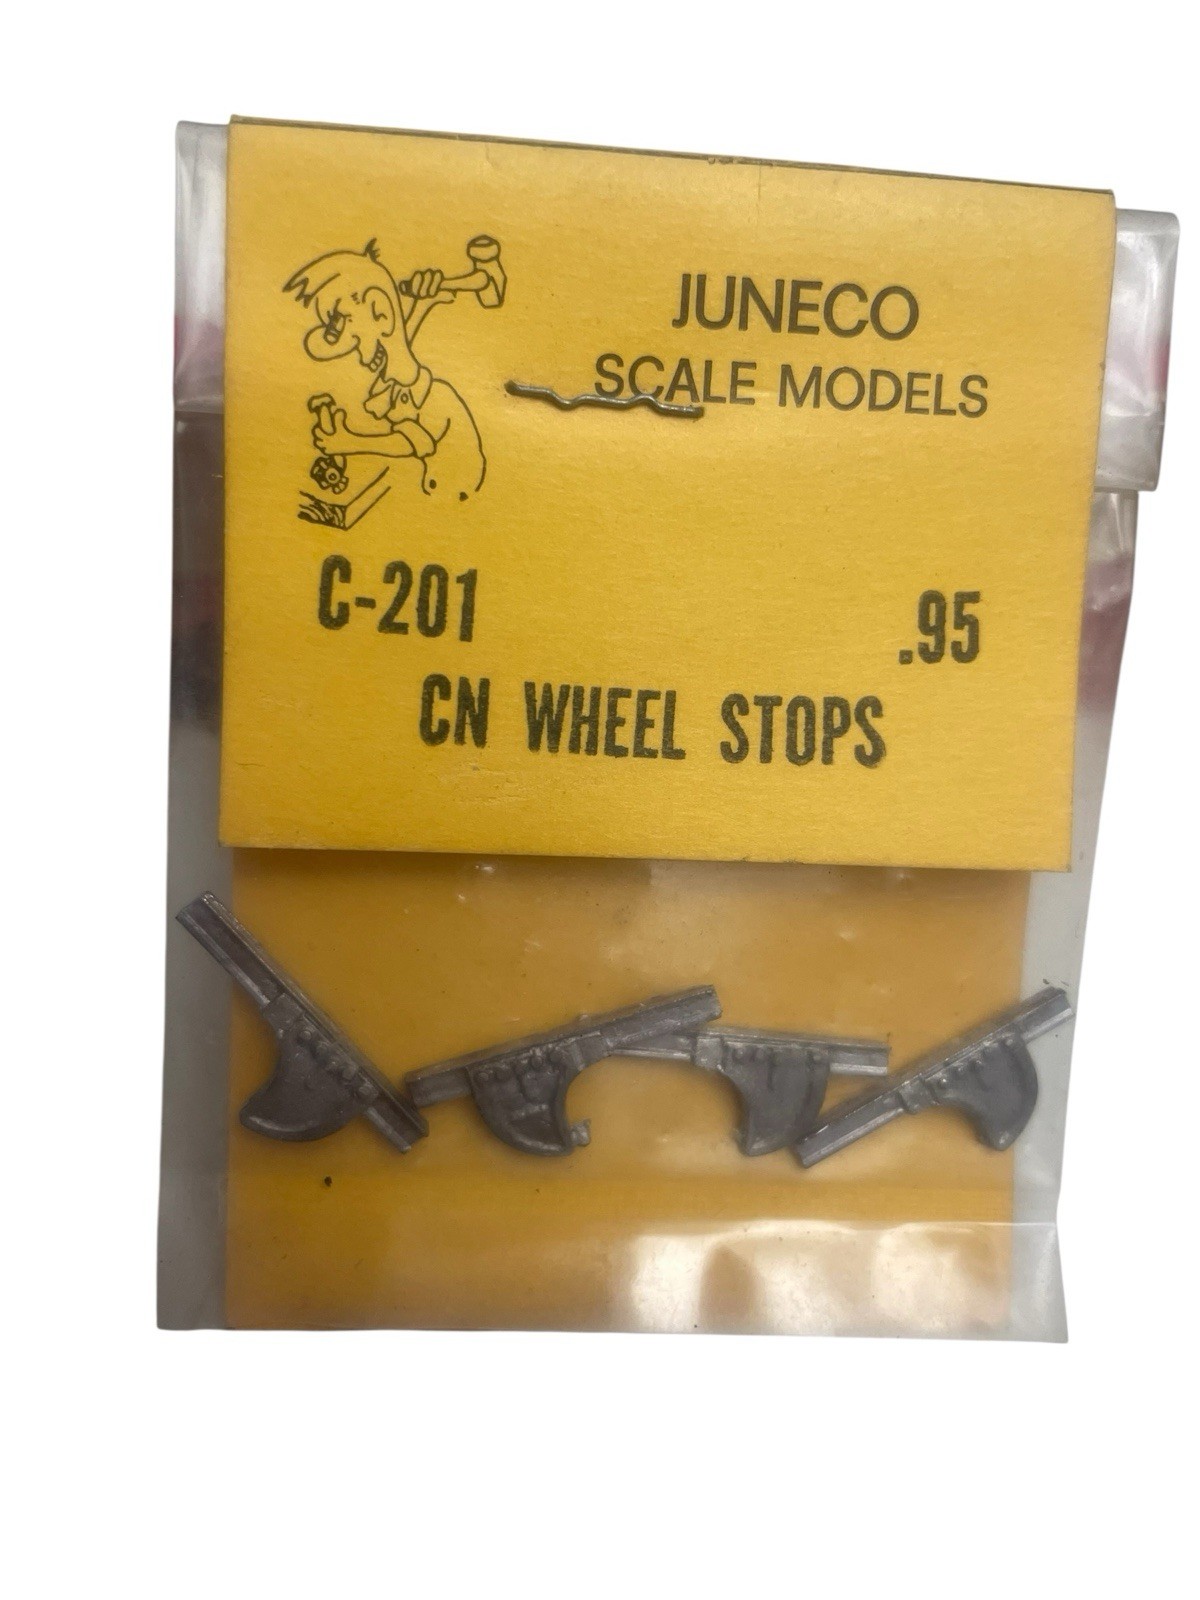 JUNECO
SCALE MODELS
C-201
.95
CN WHEEL STOPS